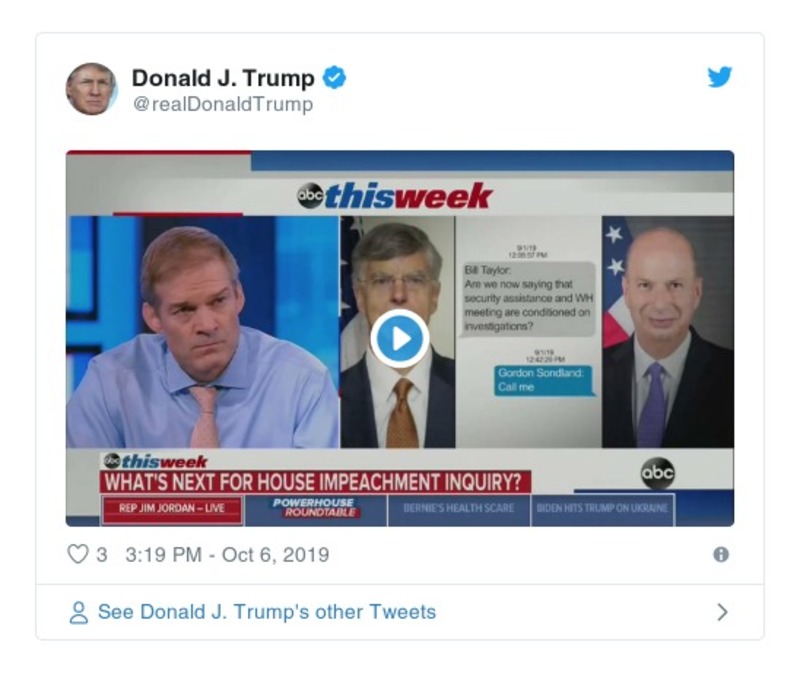 Donald J. Trump
@realDonaldTrump
abc thisweek
9/1/19
12:08:57 PM
Bill Taylor:
Are we now saying that
security assistance and WH
meeting are conditioned on
investigations?
9/1/19
12:42:29 PM
Gordon Sondland:
Call me
abc thisweek
WHAT'S NEXT FOR HOUSE IMPEACHMENT INQUIRY?
abc
REP JIM JORDAN – LIVE
POWERHOUSE
ROUNDTABLE
BERNIE'S HEALTH SCARE
BIDEN HITS TRUMP ON UKRAINE
3 3:19 PM - Oct 6, 2019
See Donald J. Trump's other Tweets